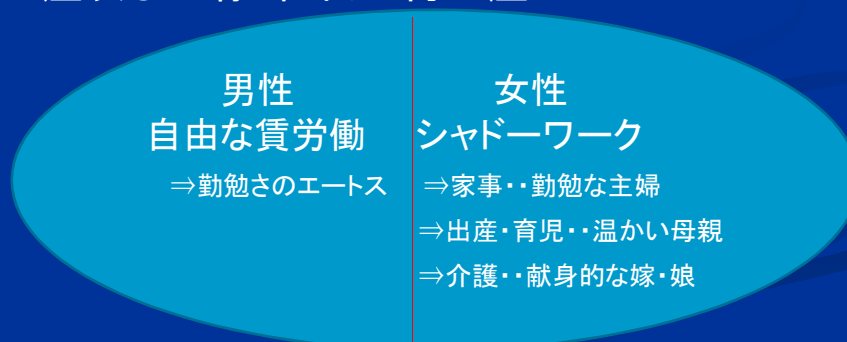 男性
自由な賃労働
⇒勤勉さのエートス
女性
シャドーワーク
⇒家事・・勤勉な主婦
⇒出産・育児・・温かい母親
⇒介護・・献身的な嫁・娘